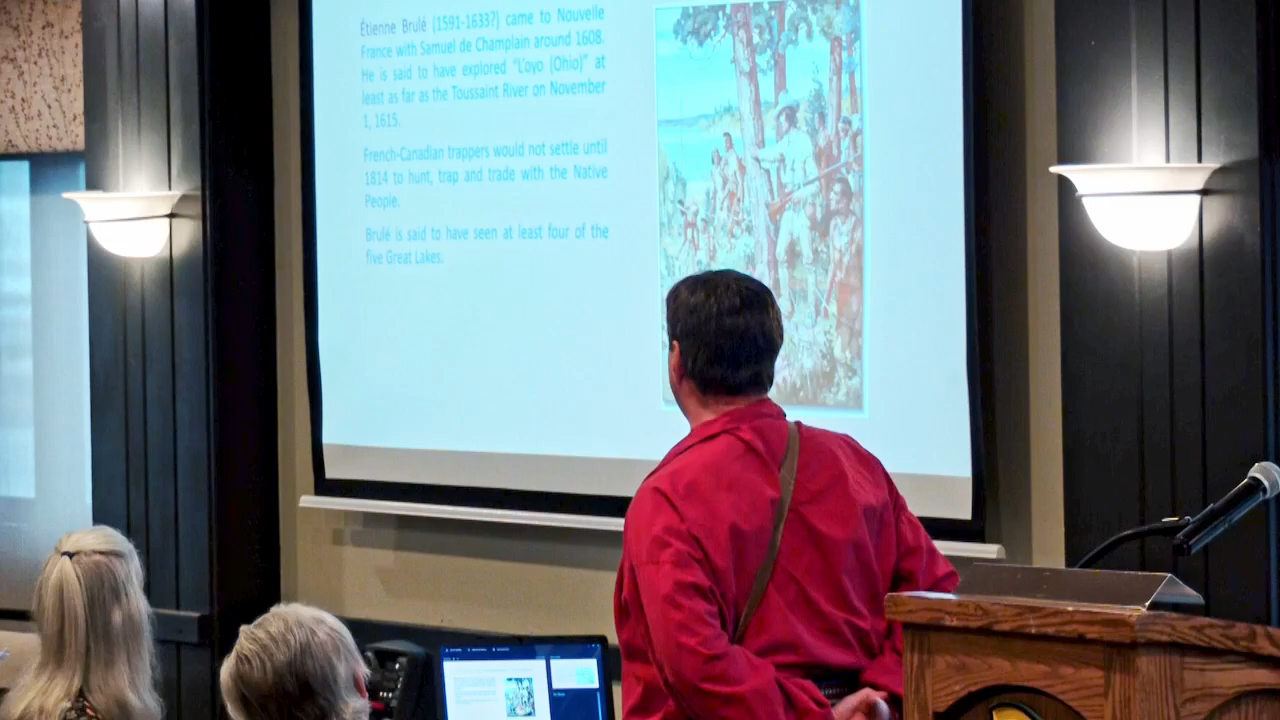 Étienne Brulé (1591-1633?) came to Nouvelle
France with Samuel de Champlain around 1608.
He is said to have explored "L'oyo (Ohio)" at
least as far as the Toussaint River on November
1, 1615.
French-Canadian trappers would not settle until
1814 to hunt, trap and trade with the Native
People.
Brulé is said to have seen at least four of the
five Great Lakes.